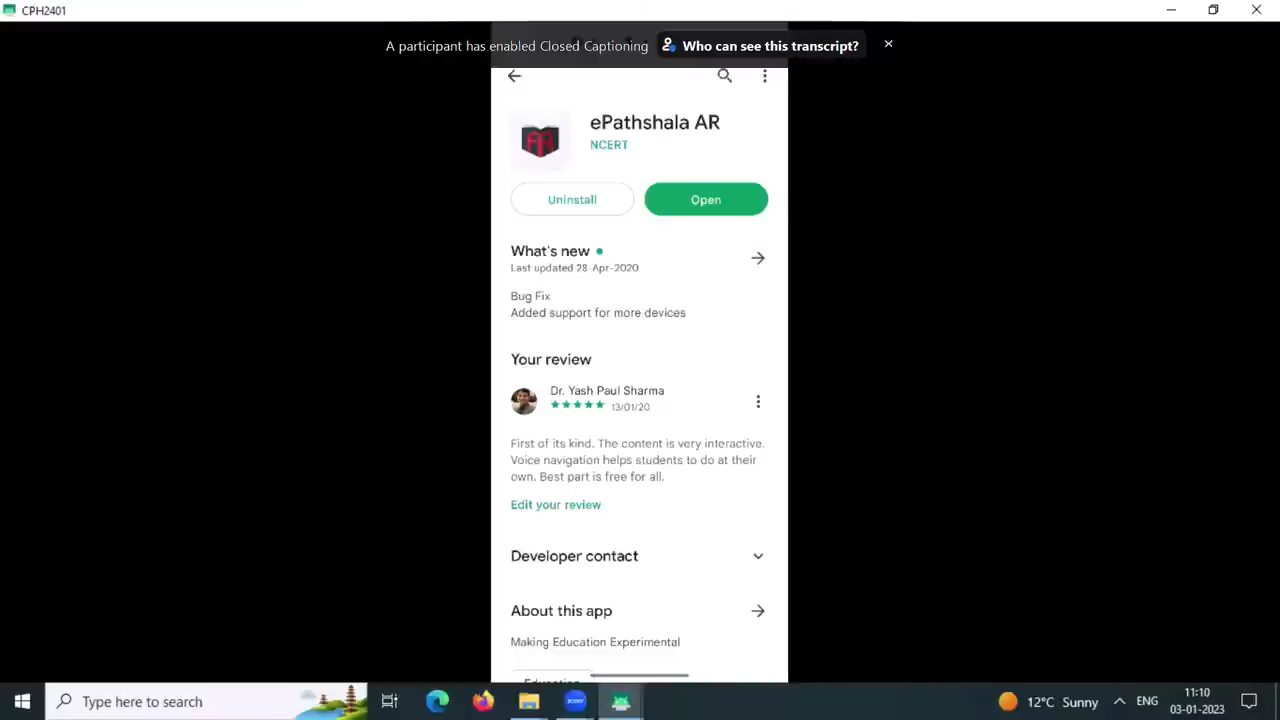 CPH2401
A participant has enabled Closed Captioning Who can see this transcript?
ePathshala AR
NCERT
AR
Uninstall Open
What's new
Last updated 28-Apr-2020
Bug Fix
Added support for more devices
Your review
Dr. Yash Paul Sharma
13/01/20
First of its kind. The content is very interactive.
Voice navigation helps students to do at their
own. Best part is free for all.
Edit your review
Developer contact
About this app
Making Education Experimental
Education
Type here to search
zoom
12°C Sunny
ENG
11:10
03-01-2023